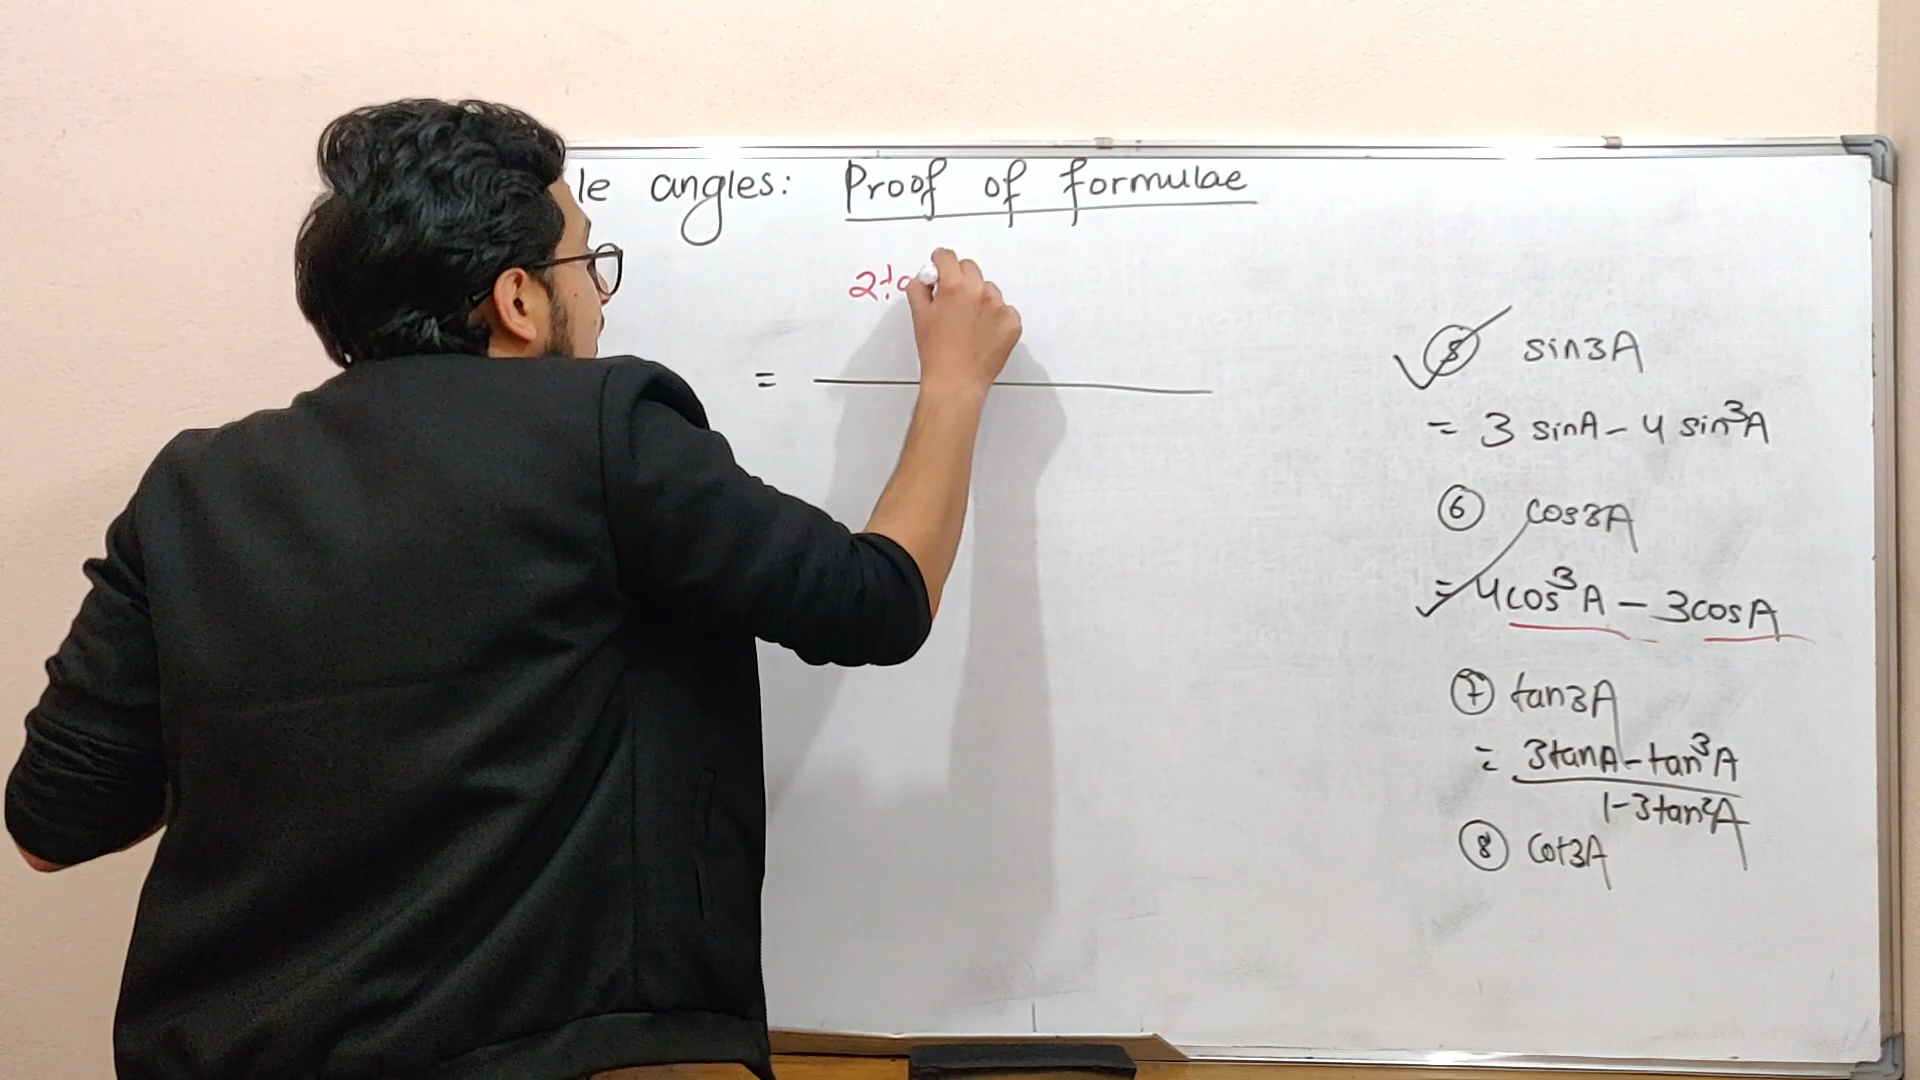 le angles: Proof of formulae
2
=
5 sin3A
= 3 sinA - 4 sin³A
6 cos3A
= 4cos³A - 3cosA
7 tan3A
= 3tanA - tan³A
1-3tan²A
8 cot3A